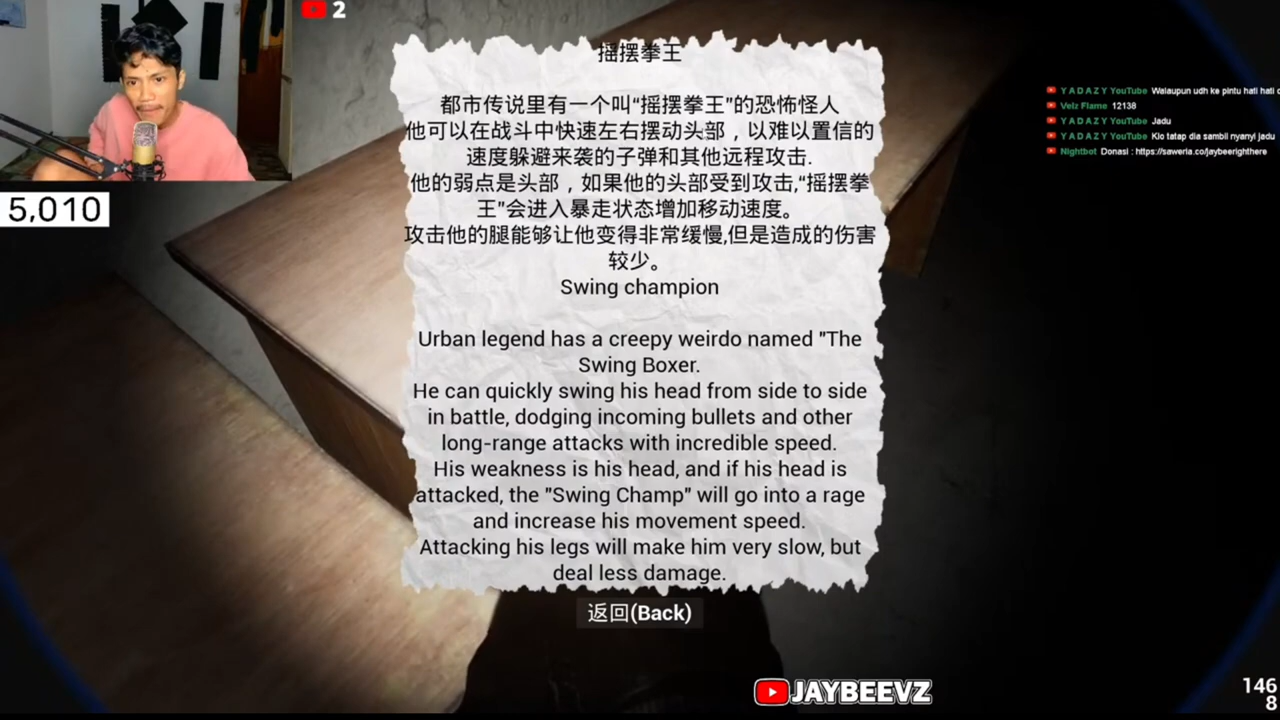 2
摇摆拳王
都市传说里有一个叫“摇摆拳王”的恐怖怪人
他可以在战斗中快速左右摆动头部，以难以置信的
速度躲避来袭的子弹和其他远程攻击.
他的弱点是头部，如果他的头部受到攻击,“摇摆拳
王”会进入暴走状态增加移动速度。
攻击他的腿能够让他变得非常缓慢,但是造成的伤害
较少。
Swing champion
Urban legend has a creepy weirdo named "The
Swing Boxer.
He can quickly swing his head from side to side
in battle, dodging incoming bullets and other
long-range attacks with incredible speed.
His weakness is his head, and if his head is
attacked, the "Swing Champ" will go into a rage
and increase his movement speed.
Attacking his legs will make him very slow, but
deal less damage.
返回(Back)
5,010
Y A D A Z Y YouTube Walaupun udh ke pintu hati hati
Velz Flame 12138
Y A D A Z Y YouTube Jadu
Y A D A Z Y YouTube Klo tatap dia sambil nyanyi jadu
Nightbot Donasi : https://saweria.co/jaybeerighthere
JAYBEEVZ
146
8